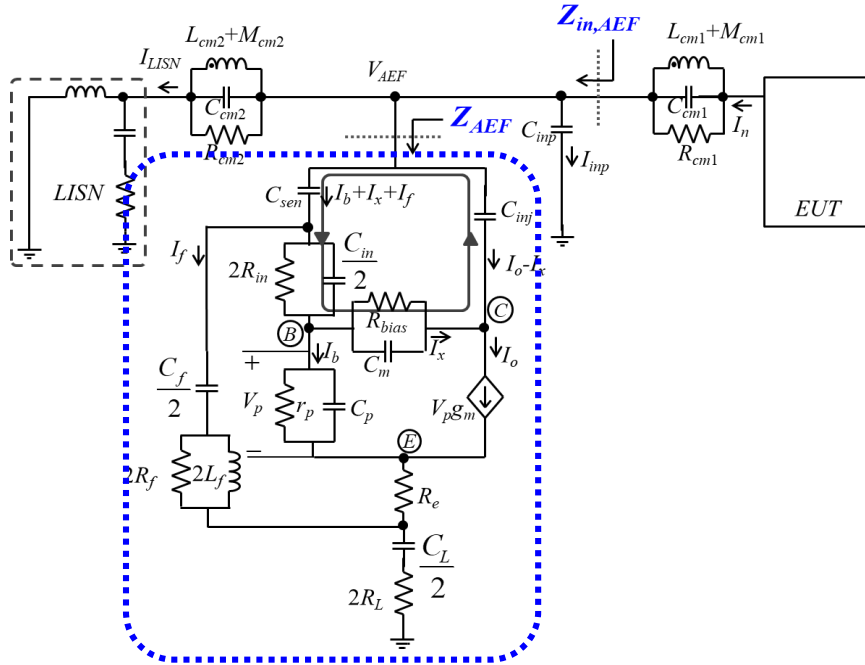 Z_in,AEF
L_cm2+M_cm2
L_cm1+M_cm1
I_LISN
V_AEF
C_cm2
C_cm1
Z_AEF
C_inp
I_n
R_cm2
R_cm1
I_inp
LISN
C_sen
I_b+I_x+I_f
C_inj
EUT
I_f
2R_in
C_in/2
I_o-I_x
R_bias
B
C
+
I_b
C_m
I_x
I_o
C_f/2
V_p
r_p
C_p
V_pg_m
E
2R_f
2L_f
−
R_e
C_L/2
2R_L